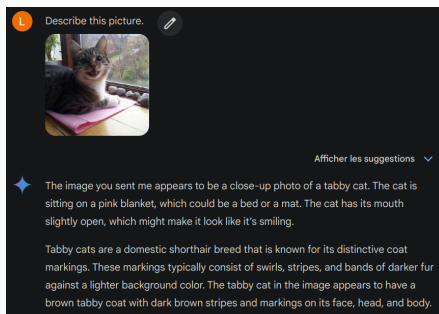 L
Describe this picture.
Afficher les suggestions
The image you sent me appears to be a close-up photo of a tabby cat. The cat is
sitting on a pink blanket, which could be a bed or a mat. The cat has its mouth
slightly open, which might make it look like it's smiling.
Tabby cats are a domestic shorthair breed that is known for its distinctive coat
markings. These markings typically consist of swirls, stripes, and bands of darker fur
against a lighter background color. The tabby cat in the image appears to have a
brown tabby coat with dark brown stripes and markings on its face, head, and body.